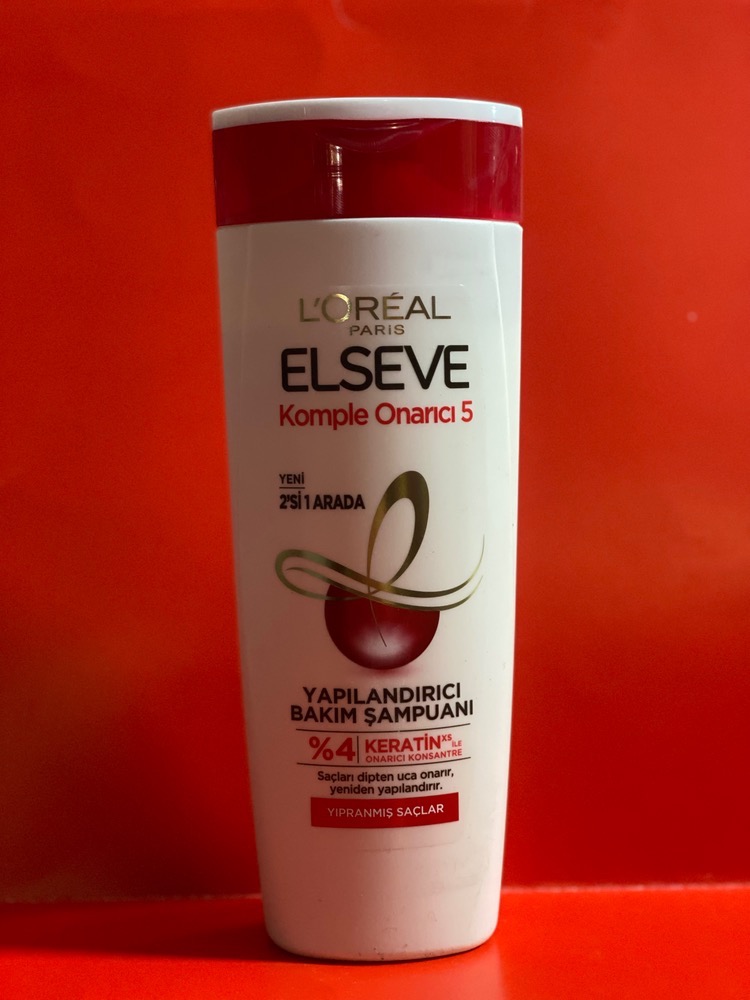 L'ORÉAL
PARIS
ELSEVE
Komple Onarıcı 5
YENİ
2'Sİ 1 ARADA
YAPILANDIRICI
BAKIM ŞAMPUANI
%4 KERATİN XS İLE
ONARICI KONSANTRE
Saçları dipten uca onarır,
yeniden yapılandırır.
YIPRANMIŞ SAÇLAR